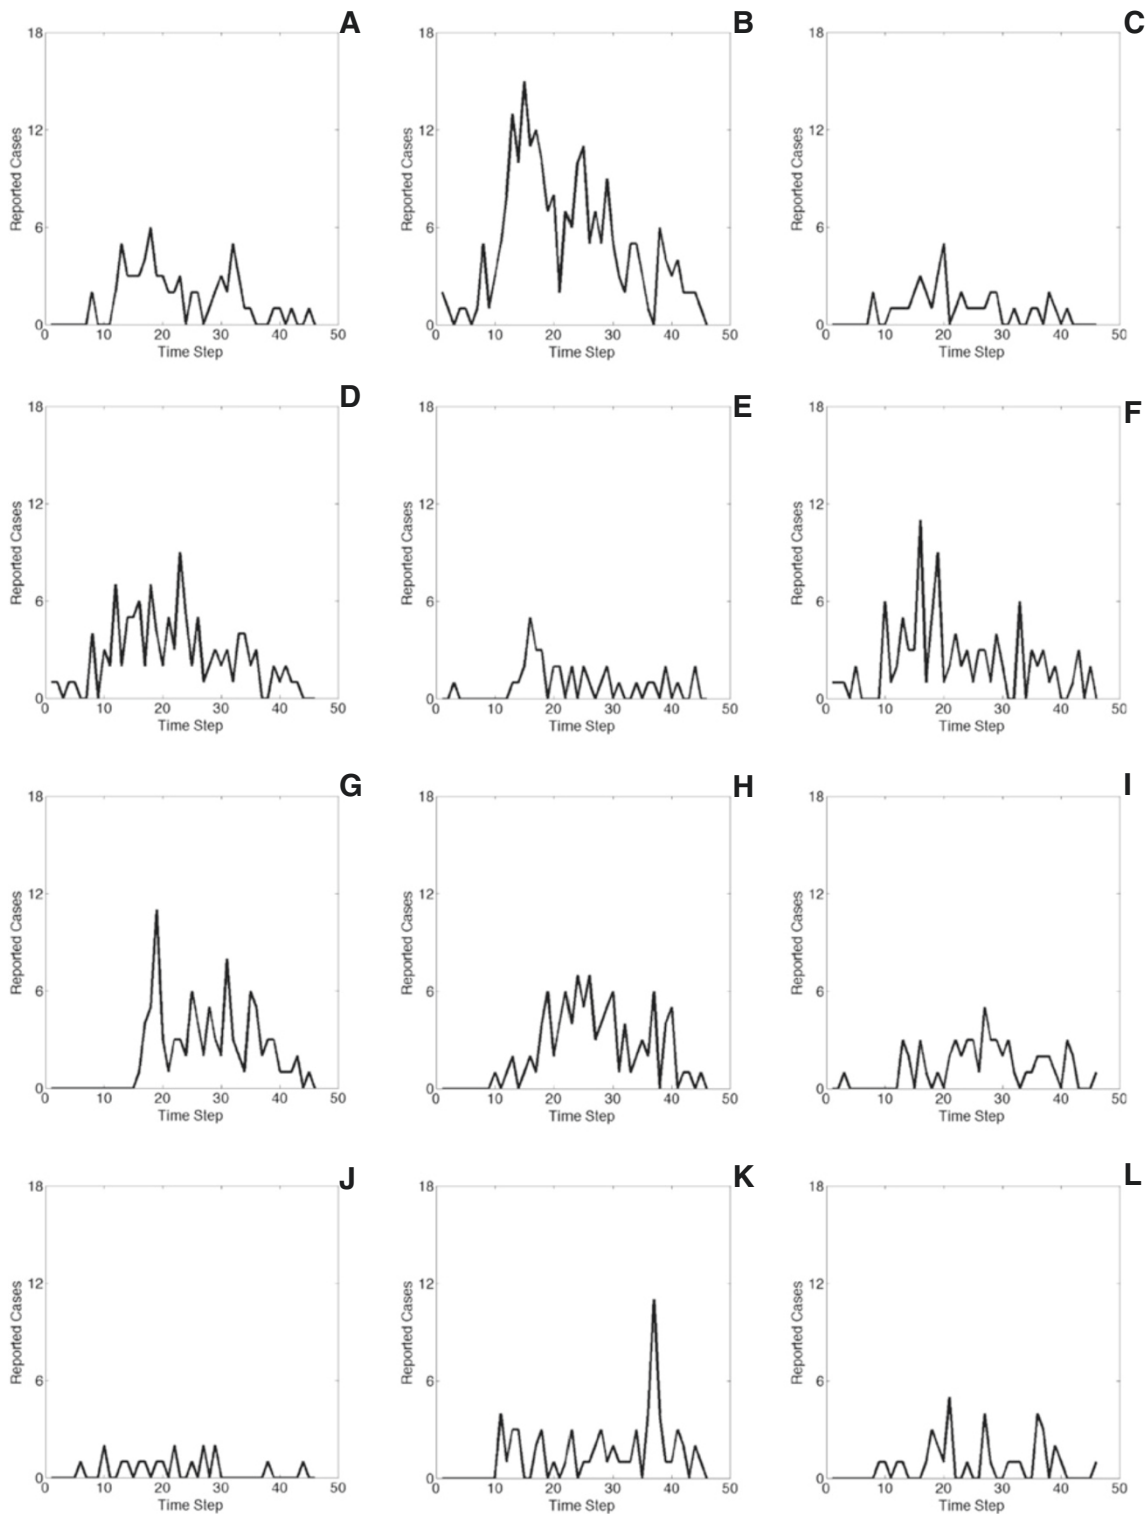 A B C
18 18 18
12 12 12
6 6 6
0 0 0
0 10 20 30 40 50 0 10 20 30 40 50 0 10 20 30 40 50
Reported Cases Reported Cases Reported Cases
Time Step Time Step Time Step
D E F
18 18 18
12 12 12
6 6 6
0 0 0
0 10 20 30 40 50 0 10 20 30 40 50 0 10 20 30 40 50
Reported Cases Reported Cases Reported Cases
Time Step Time Step Time Step
G H I
18 18 18
12 12 12
6 6 6
0 0 0
0 10 20 30 40 50 0 10 20 30 40 50 0 10 20 30 40 50
Reported Cases Reported Cases Reported Cases
Time Step Time Step Time Step
J K L
18 18 18
12 12 12
6 6 6
0 0 0
0 10 20 30 40 50 0 10 20 30 40 50 0 10 20 30 40 50
Reported Cases Reported Cases Reported Cases
Time Step Time Step Time Step